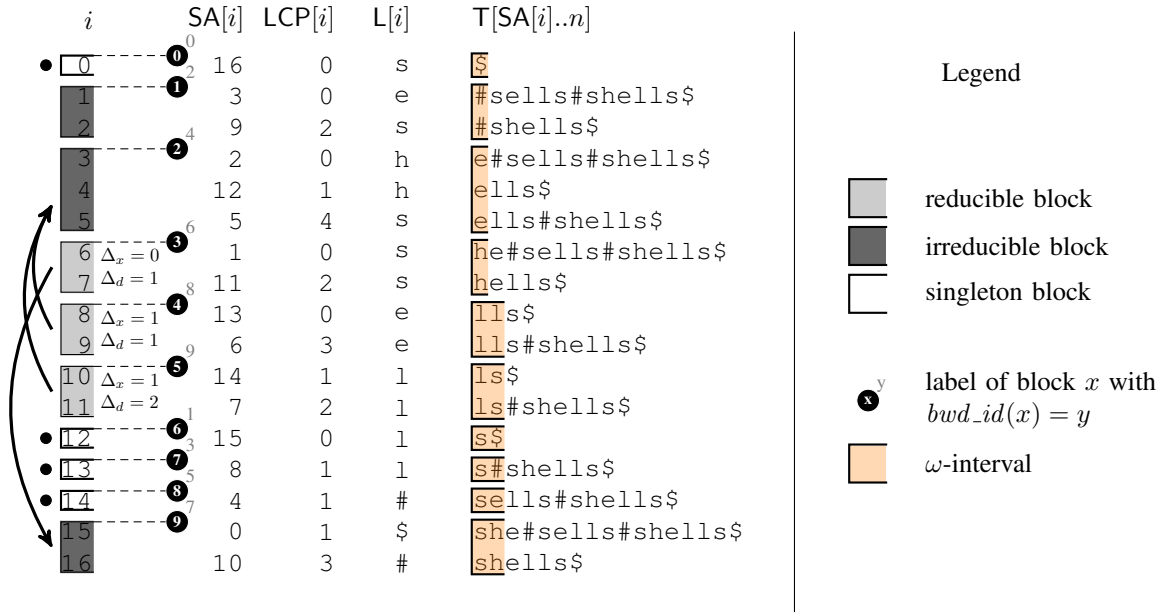 i SA[i] LCP[i] L[i] T[SA[i]..n]
0 0 0 16 0 s $
1 1 2 3 0 e #sells#shells$
2 9 2 s #shells$
3 2 4 2 0 h e#sells#shells$
4 12 1 h ells$
5 5 4 s ells#shells$
6 Δx = 0 3 6 1 0 s he#sells#shells$
7 Δd = 1 11 2 s hells$
8 Δx = 1 4 8 13 0 e lls$
9 Δd = 1 6 3 e lls#shells$
10 Δx = 1 5 9 14 1 l ls$
11 Δd = 2 7 2 l ls#shells$
12 6 1 15 0 l s$
13 7 3 8 1 l s#shells$
14 8 5 4 1 # sells#shells$
15 9 7 0 1 $ she#sells#shells$
16 10 3 # shells$
Legend
reducible block
irreducible block
singleton block
x y label of block x with
bwd_id(x) = y
ω-interval